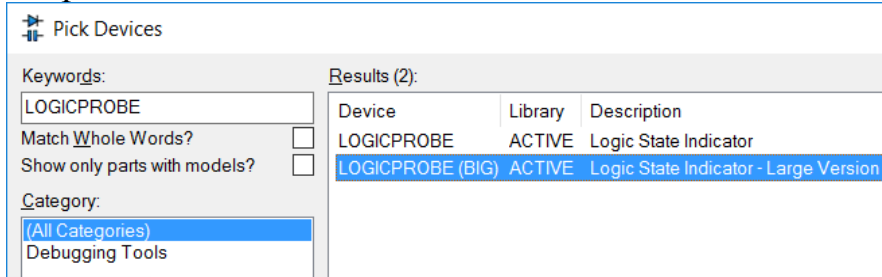 Pick Devices
Keywords:
LOGICPROBE
Match Whole Words?
Show only parts with models?
Category:
(All Categories)
Debugging Tools
Results (2):
Device Library Description
LOGICPROBE ACTIVE Logic State Indicator
LOGICPROBE (BIG) ACTIVE Logic State Indicator - Large Version